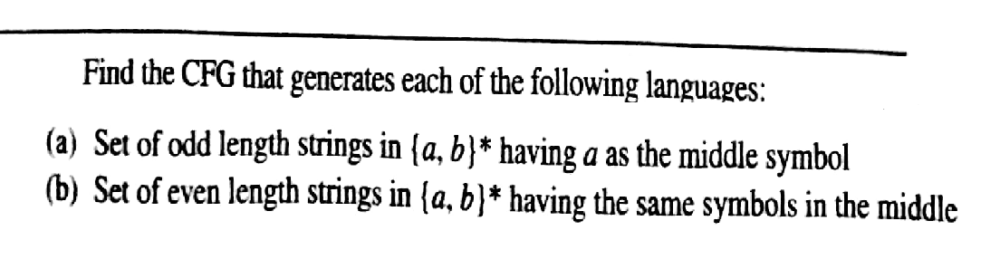 Find the CFG that generates each of the following languages:
(a) Set of odd length strings in {a, b}* having a as the middle symbol
(b) Set of even length strings in {a, b}* having the same symbols in the middle